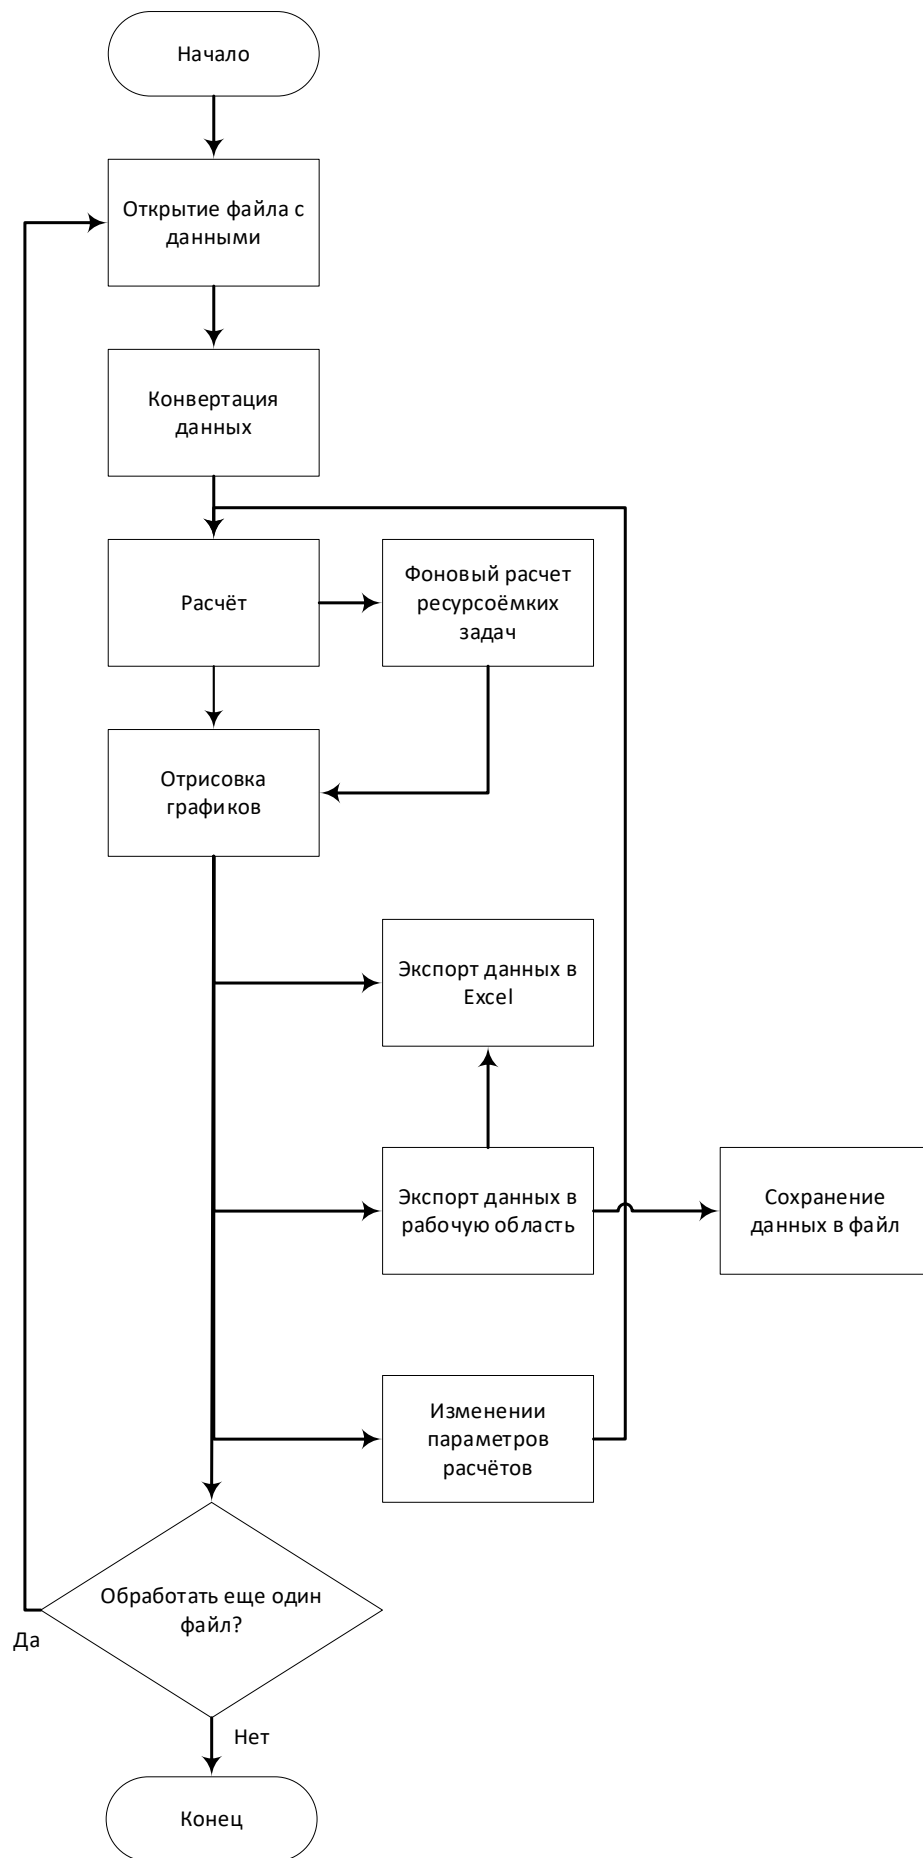 Начало
Открытие файла с
данными
Конвертация
данных
Расчёт
Фоновый расчет
ресурсоёмких
задач
Отрисовка
графиков
Экспорт данных в
Excel
Экспорт данных в
рабочую область
Сохранение
данных в файл
Изменении
параметров
расчётов
Обработать еще один
файл?
Да
Нет
Конец